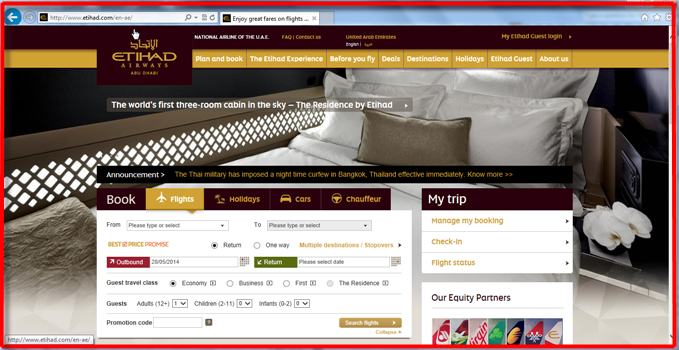 http://www.etihad.com/en-ae/
Enjoy great fares on flights ...
NATIONAL AIRLINE OF THE U.A.E.
FAQ | Contact us
United Arab Emirates
English | العربية
My Etihad Guest login
الإتحاد
ETIHAD
AIRWAYS
ABU DHABI
Plan and book
The Etihad Experience
Before you fly
Deals
Destinations
Holidays
Etihad Guest
About us
The world's first three-room cabin in the sky – The Residence by Etihad
Announcement >
The Thai military has imposed a night time curfew in Bangkok, Thailand effective immediately. Know more >>
Book
Flights
Holidays
Cars
Chauffeur
From
Please type or select
To
Please type or select
BEST PRICE PROMISE
Return
One way
Multiple destinations / Stopovers
Outbound
28/05/2014
Return
Please select date
Guest travel class
Economy
Business
First
The Residence
Guests
Adults (12+)
1
Children (2-11)
0
Infants (0-2)
0
Promotion code
?
Search flights
Collapse
My trip
Manage my booking
Check-in
Flight status
Our Equity Partners
http://www.etihad.com/en-ae/